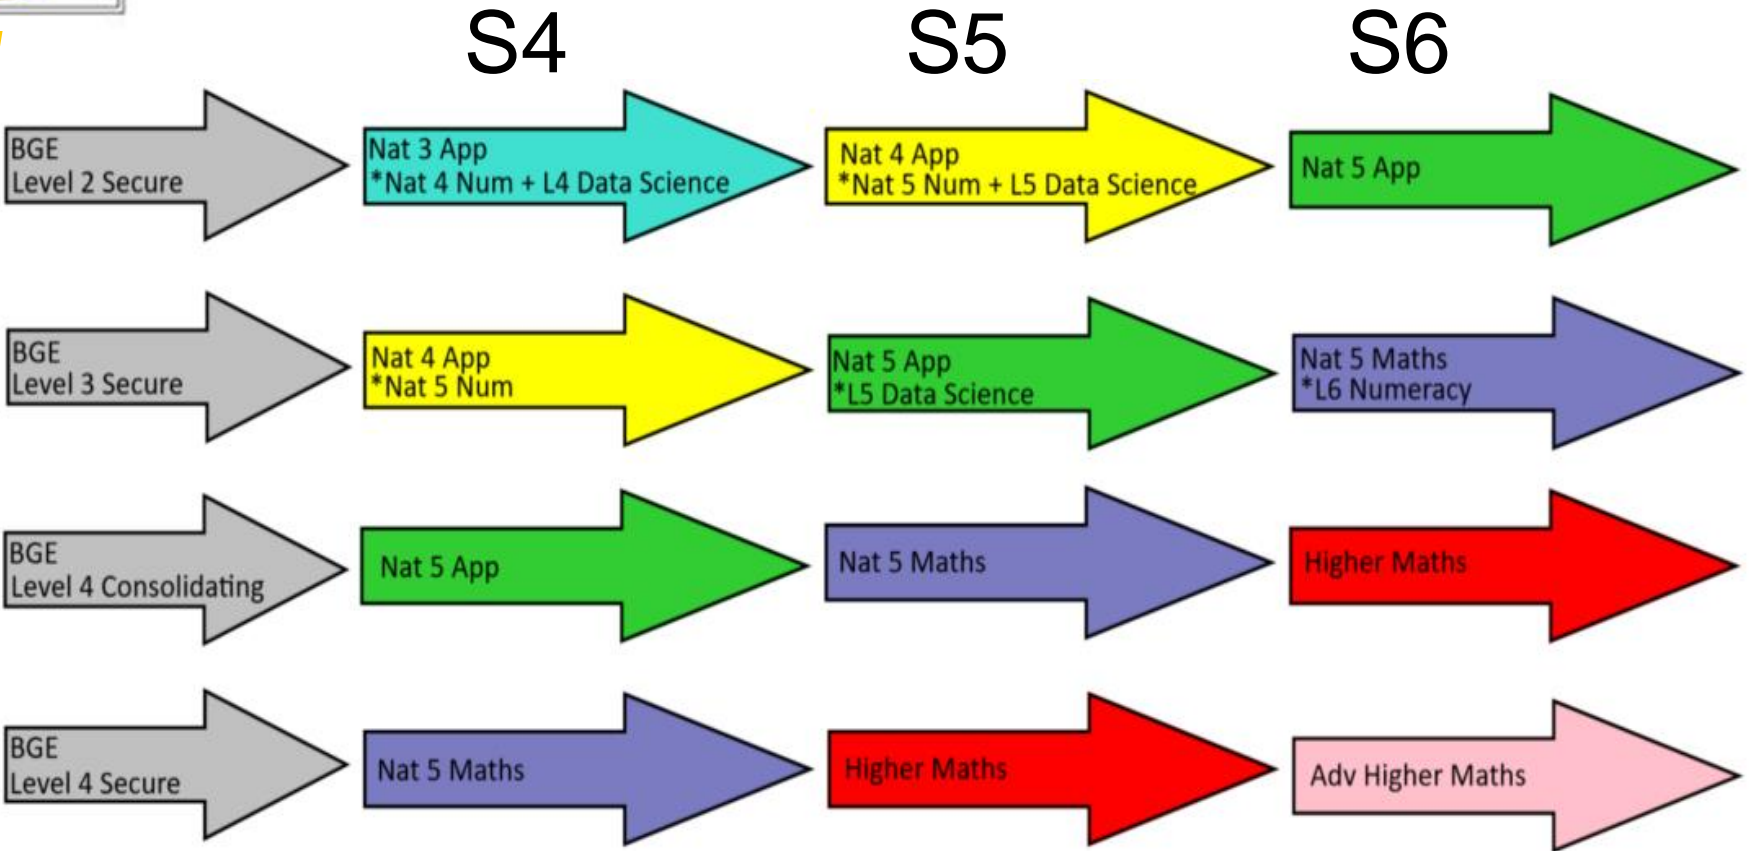 S4 S5 S6
BGE
Level 2 Secure
Nat 3 App
*Nat 4 Num + L4 Data Science
Nat 4 App
*Nat 5 Num + L5 Data Science
Nat 5 App
BGE
Level 3 Secure
Nat 4 App
*Nat 5 Num
Nat 5 App
*L5 Data Science
Nat 5 Maths
*L6 Numeracy
BGE
Level 4 Consolidating
Nat 5 App
Nat 5 Maths
Higher Maths
BGE
Level 4 Secure
Nat 5 Maths
Higher Maths
Adv Higher Maths